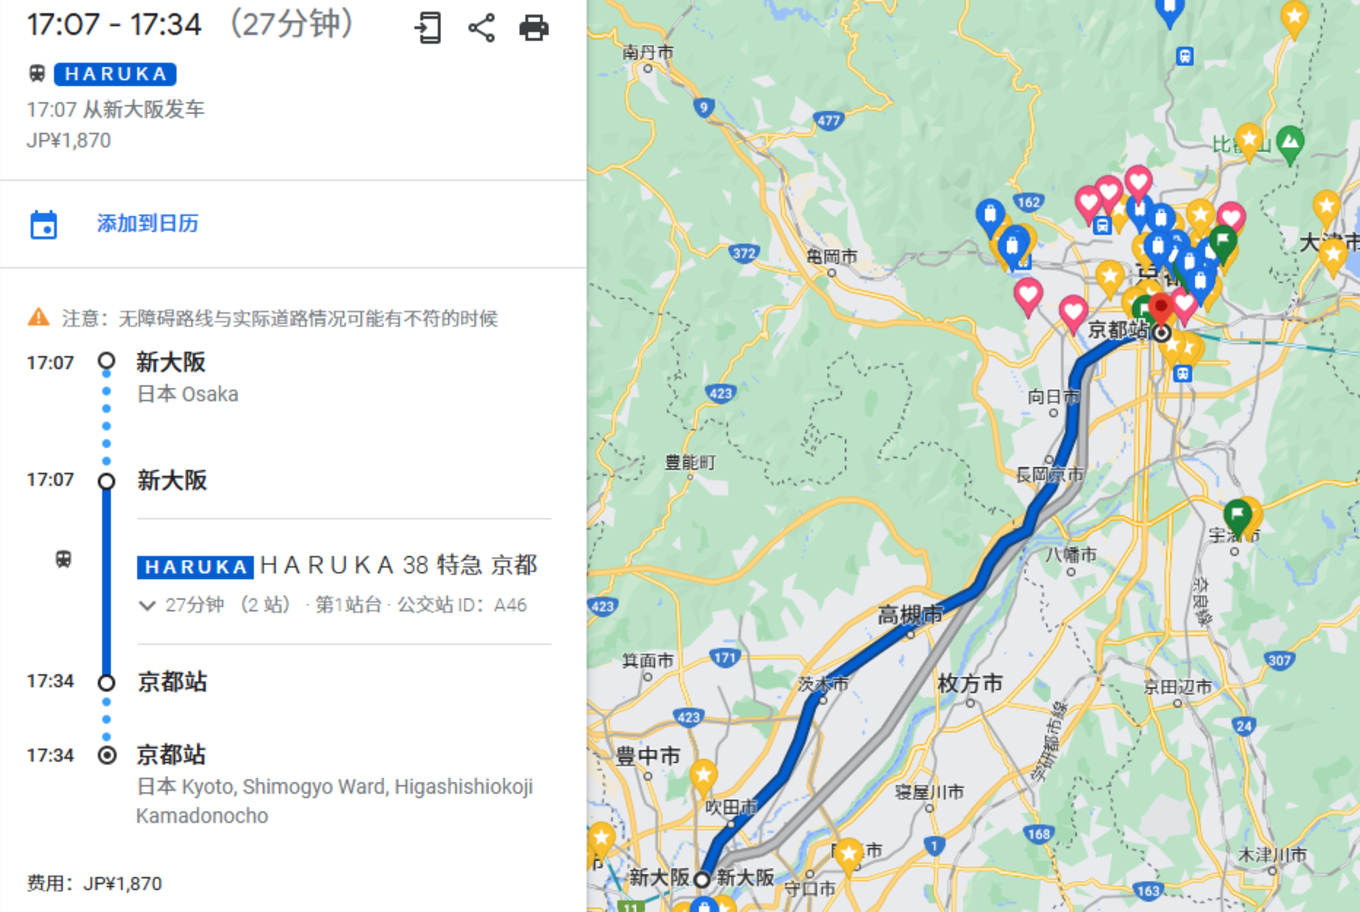 17:07 - 17:34 （27分钟）
HARUKA
17:07 从新大阪发车
JP¥1,870
添加到日历
注意：无障碍路线与实际道路情况可能有不符的时候
17:07 新大阪
日本 Osaka
17:07 新大阪
HARUKA HARUKA 38 特急 京都
27分钟 （2 站） · 第1站台 · 公交站 ID：A46
17:34 京都站
17:34 京都站
日本 Kyoto, Shimogyo Ward, Higashishiokoji
Kamadonocho
费用：JP¥1,870
南丹市
9
477
162
372
亀岡市
大津市
京都站
423
向日市
豊能町
長岡京市
宇治市
八幡市
奈良線
423
高槻市
171
箕面市
茨木市
枚方市
307
京田辺市
423
24
学研都市線
豊中市
吹田市
寝屋川市
168
1
木津川市
新大阪
新大阪
守口市
163
11